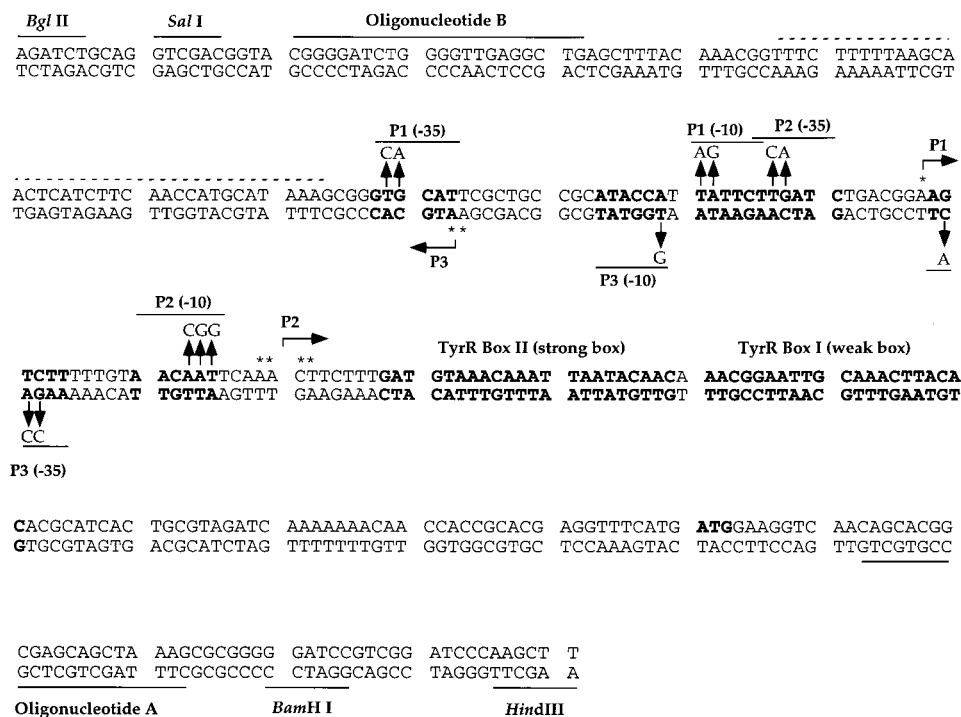 Bgl II Sal I Oligonucleotide B
AGATCTGCAG GTCGACGGTA CGGGGATCTG GGGTTGAGGC TGAGCTTTAC AAACGGTTTC TTTTTAAGCA
TCTAGACGTC GAGCTGCCAT GCCCCTAGAC CCCAACTCCG ACTCGAAATG TTTGCCAAAG AAAAATTCGT
P1 (-35) P1 (-10) P2 (-35) P1
CA AG CA *
ACTCATCTTC AACCATGCAT AAAGCGGGTG CATTCGCTGC CGCATACCAT TATTCTTGAT CTGACGGAAG
TGAGTAGAAG TTGGTACGTA TTTCGCCCAC GTAAGCGACG GCGTATGGTA ATAAGAACTAG ACTGCCTTC
** P3 G A
P3 (-10)
P2 (-10) P2
CGG ** **
TCTTTTTGTA ACAATTCAAA CTTCTTTGAT GTAAACAAAT TAATACAACA AACGGAATTG CAAACTTACA
AGAAAAACAT TGTTAAGTTT GAAGAAACTA CATTTGTTTA ATTATGTTGT TTGCCTTAAC GTTTGAATGT
TyrR Box II (strong box) TyrR Box I (weak box)
CC
P3 (-35)
CACGCATCAC TGCGTAGATC AAAAAAACAA CCACCGCACG AGGTTTCATG ATGGAAGGTC AACAGCACGG
GTGCGTAGTG ACGCATCTAG TTTTTTTGTT GGTGGCGTGC TCCAAAGTAC TACCTTCCAG TTGTCGTGCC
CGAGCAGCTA AAGCGCGGGG GGATCCGTCGG ATCCCAAGCT T
GCTCGTCGAT TTCGCGCCCC CCTAGGCAGCC TAGGGTTCGA A
Oligonucleotide A BamH I HindIII